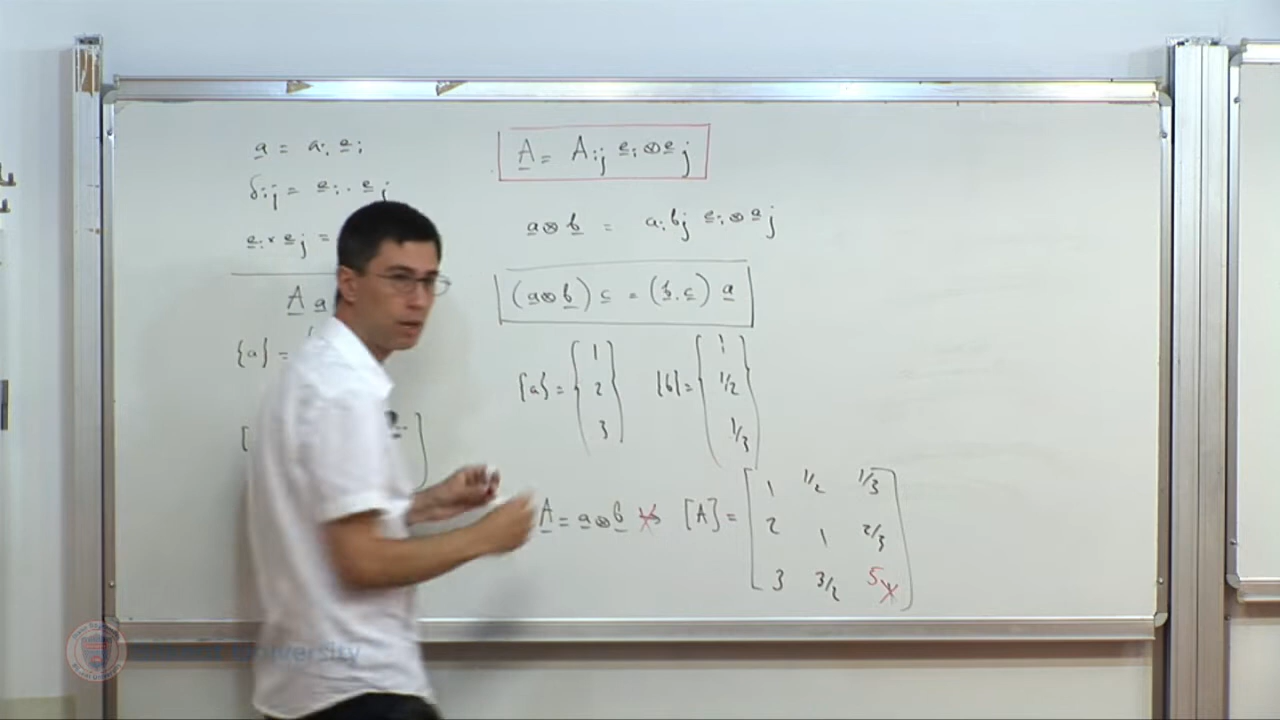 a = aᵢ eᵢ
δᵢⱼ = eᵢ · eⱼ
eᵢ × eⱼ =
A a
{a} =
[
A = Aᵢⱼ eᵢ ⊗ eⱼ
a ⊗ b = aᵢ bⱼ eᵢ ⊗ eⱼ
(a ⊗ b) c = (b . c) a
{a} = {1 2 3} {b} = {1 1/2 1/3}
A = a ⊗ b [A] = [1 1/2 1/3
2 1 2/3
3 3/2 5]
University